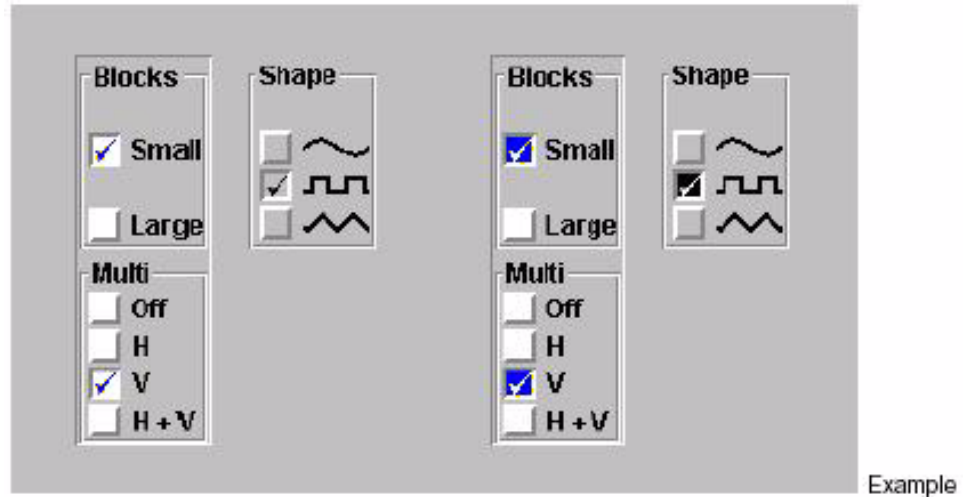 Blocks
Small
Large
Multi
Off
H
V
H + V
Shape
Blocks
Small
Large
Multi
Off
H
V
H + V
Shape
Example